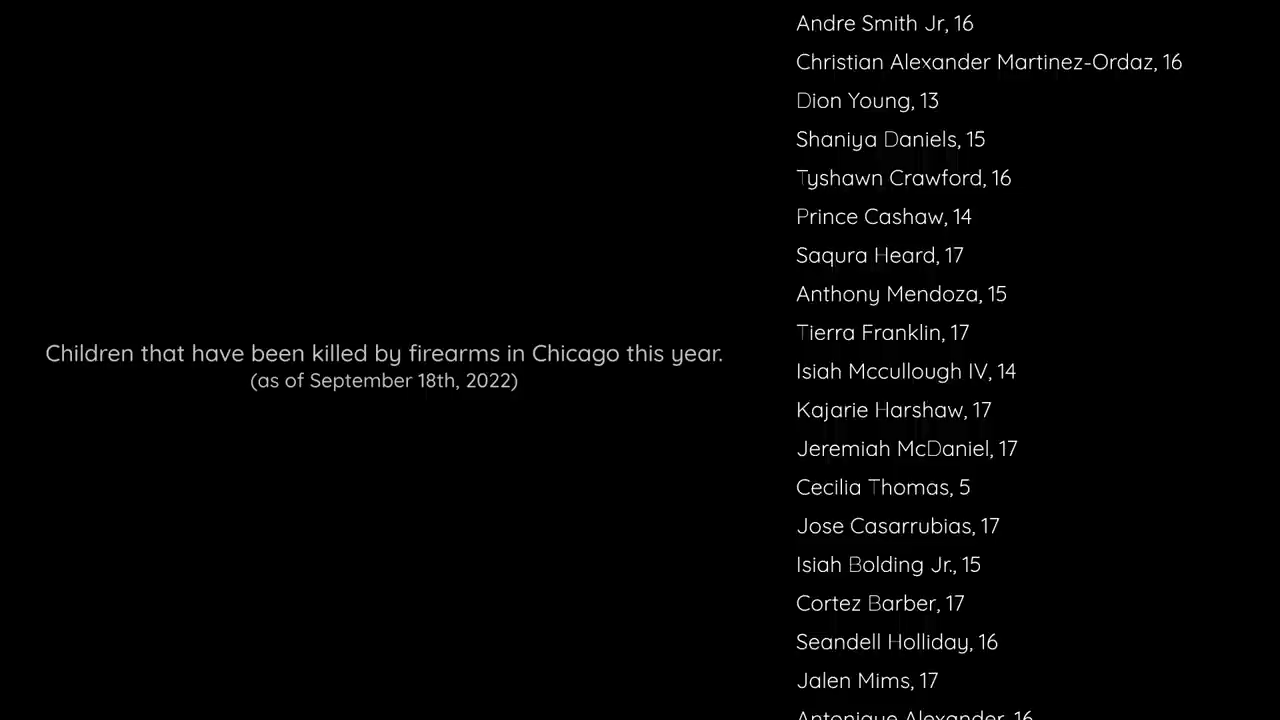 Children that have been killed by firearms in Chicago this year.
(as of September 18th, 2022)
Andre Smith Jr, 16
Christian Alexander Martinez-Ordaz, 16
Dion Young, 13
Shaniya Daniels, 15
Tyshawn Crawford, 16
Prince Cashaw, 14
Saqura Heard, 17
Anthony Mendoza, 15
Tierra Franklin, 17
Isiah Mccullough IV, 14
Kajarie Harshaw, 17
Jeremiah McDaniel, 17
Cecilia Thomas, 5
Jose Casarrubias, 17
Isiah Bolding Jr., 15
Cortez Barber, 17
Seandell Holliday, 16
Jalen Mims, 17
Antonique Alexander, 16